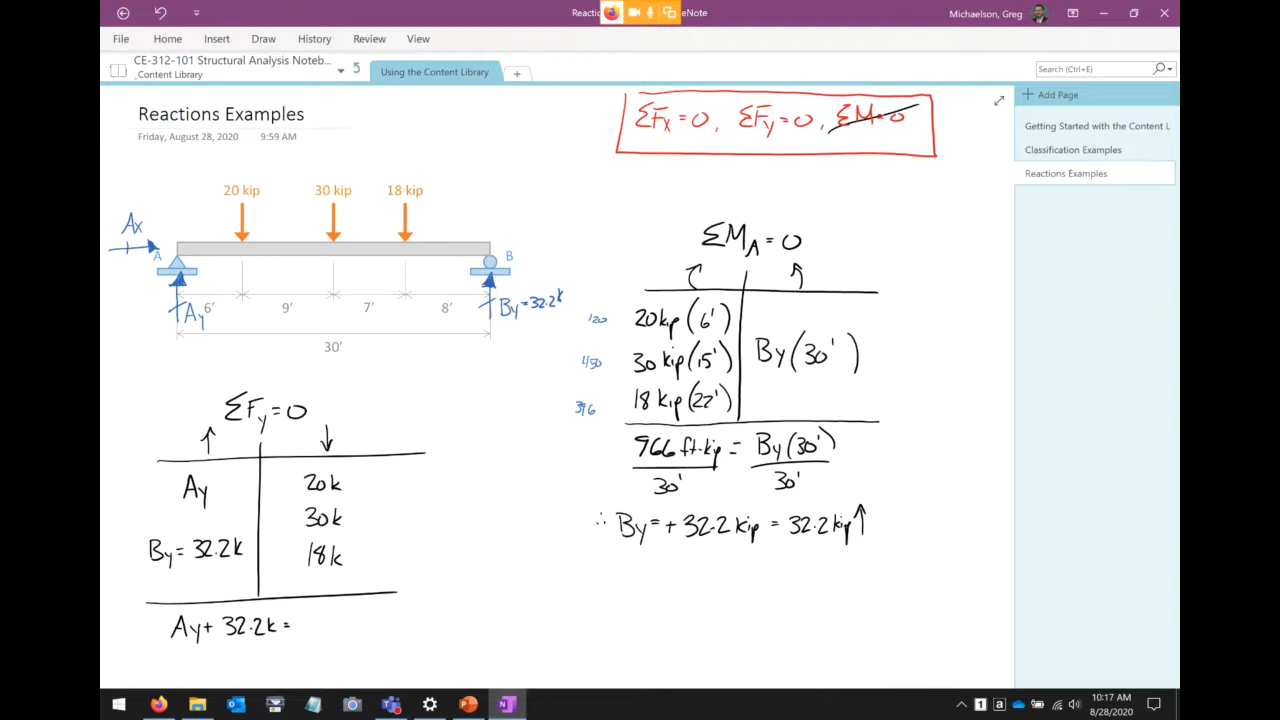 Reactio
eNote
Michaelson, Greg
File Home Insert Draw History Review View
CE-312-101 Structural Analysis Noteb...
_Content Library
Using the Content Library
+
Search (Ctrl+E)
Add Page
Getting Started with the Content L
Classification Examples
Reactions Examples
Reactions Examples
Friday, August 28, 2020 9:59 AM
ΣFx = 0, ΣFy = 0, ΣM = 0
20 kip 30 kip 18 kip
Ax
A B
Ay By = 32.2k
6' 9' 7' 8'
30'
ΣM_A = 0
120 20 kip (6')
450 30 kip (15') By (30')
396 18 kip (22')
966 ft·kip = By (30')
30' 30'
∴ By = + 32.2 kip = 32.2 kip ↑
ΣFy = 0
↑ ↓
Ay 20k
30k
By = 32.2k 18k
Ay + 32.2k =
1 a
10:17 AM
8/28/2020